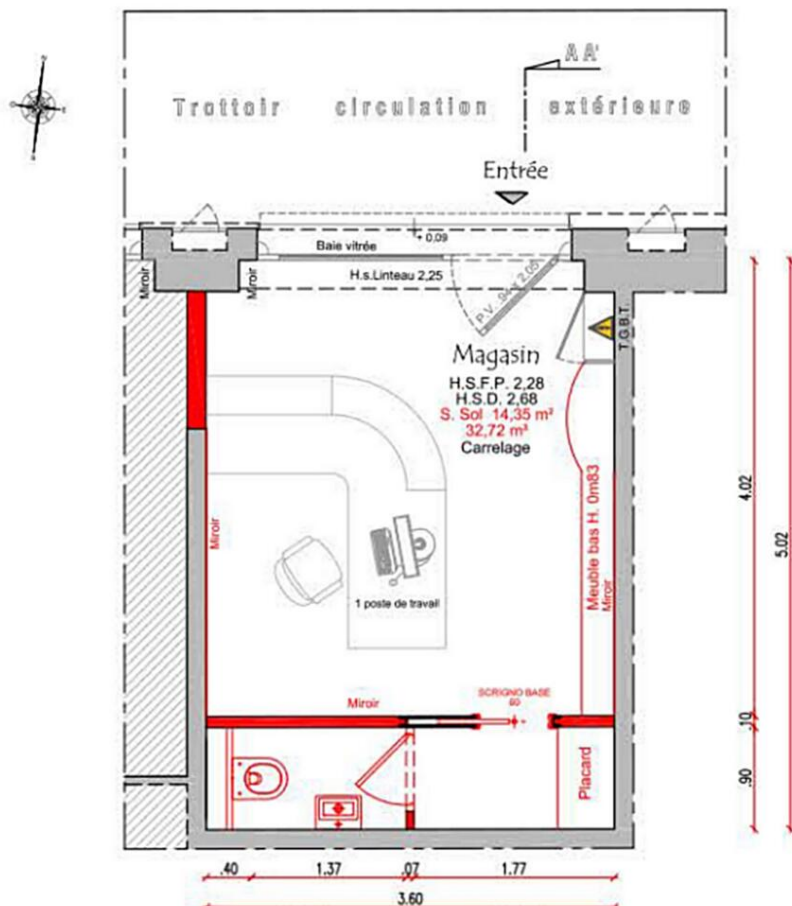 A A'
Trottoir circulation extérieure
Entrée
Baie vitrée
+ 0,09
Miroir
Miroir
H.s.Linteau 2,25
P.V. .94 x 2.05
T.G.B.T.
Magasin
H.S.F.P. 2,28
H.S.D. 2,68
S. Sol 14,35 m²
32,72 m³
Carrelage
4.02
5.02
Miroir
Meuble bas H. 0m83
Miroir
1 poste de travail
SCRIGNO BASE
60
Miroir
.10
.90
Placard
.40 1.37 .07 1.77
3.60